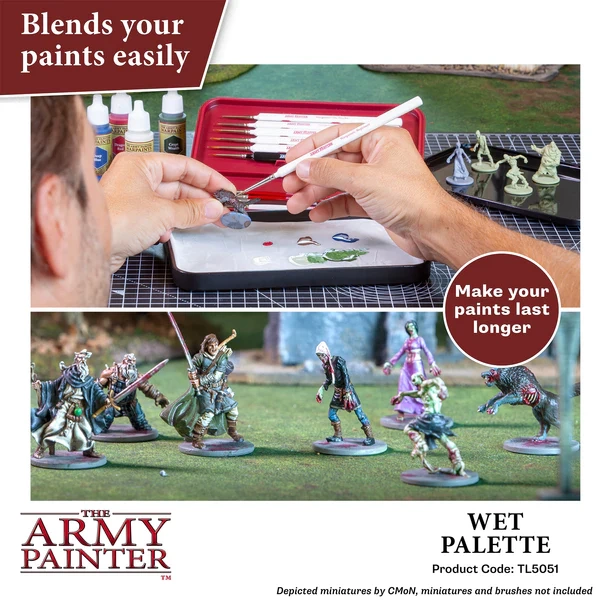 Blends your
paints easily
Make your
paints last
longer
THE
ARMY
PAINTER
TM
WET
PALETTE
Product Code: TL5051
Depicted miniatures by CMoN, miniatures and brushes not included